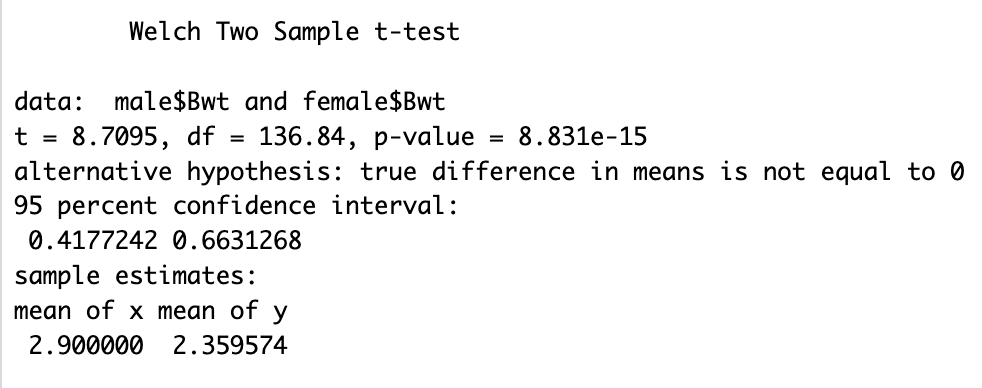 Welch Two Sample t-test
data:  male$Bwt and female$Bwt
t = 8.7095, df = 136.84, p-value = 8.831e-15
alternative hypothesis: true difference in means is not equal to 0
95 percent confidence interval:
 0.4177242 0.6631268
sample estimates:
mean of x mean of y
 2.900000  2.359574